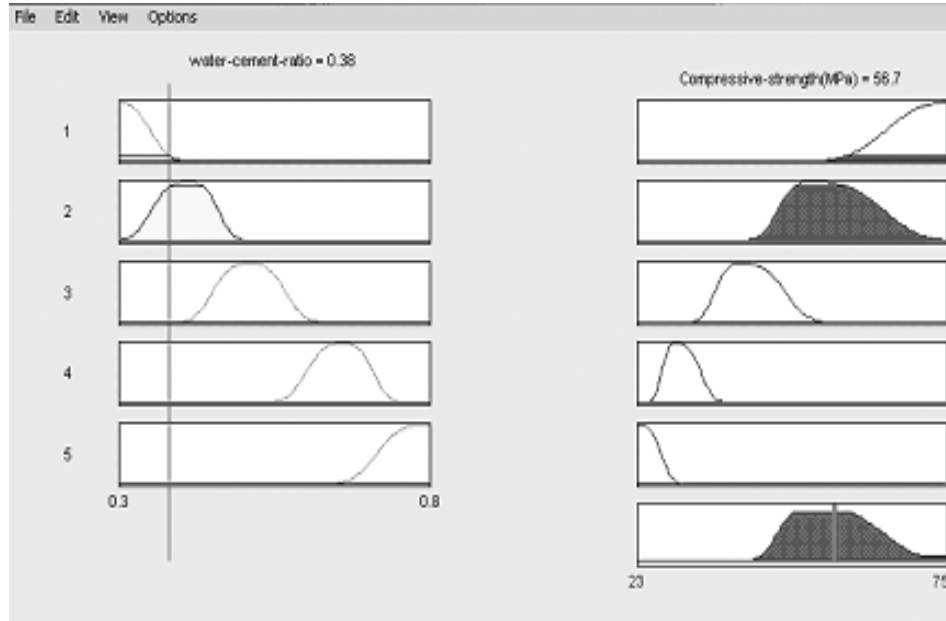 File Edit View Options
water-cement-ratio = 0.38
Compressive-strength(MPa) = 56.7
1
2
3
4
5
0.3 0.8
23 75